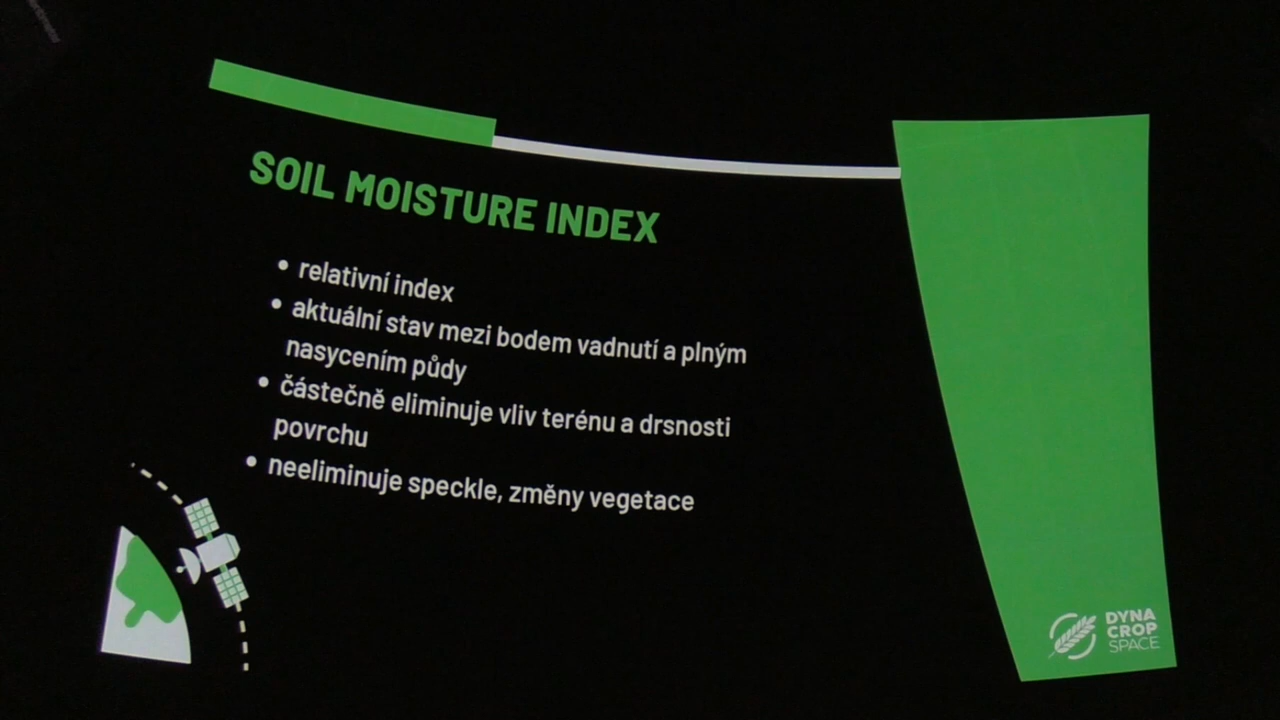 SOIL MOISTURE INDEX
• relativní index
• aktuální stav mezi bodem vadnutí a plným
nasycením půdy
• částečně eliminuje vliv terénu a drsnosti
povrchu
• neeliminuje speckle, změny vegetace
DYNA
CROP
SPACE